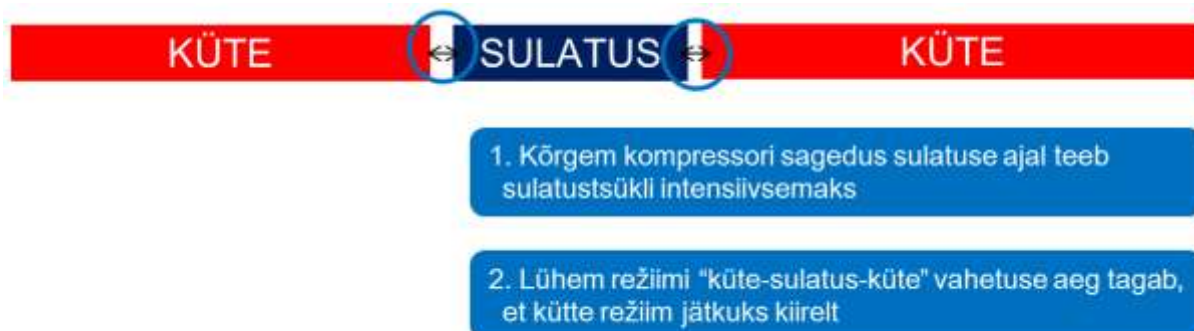 KÜTE SULATUS KÜTE
1. Kõrgem kompressori sagedus sulatuse ajal teeb
sulatustsükli intensiivsemaks
2. Lühem režiimi “küte-sulatus-küte” vahetuse aeg tagab,
et kütte režiim jätkuks kiirelt